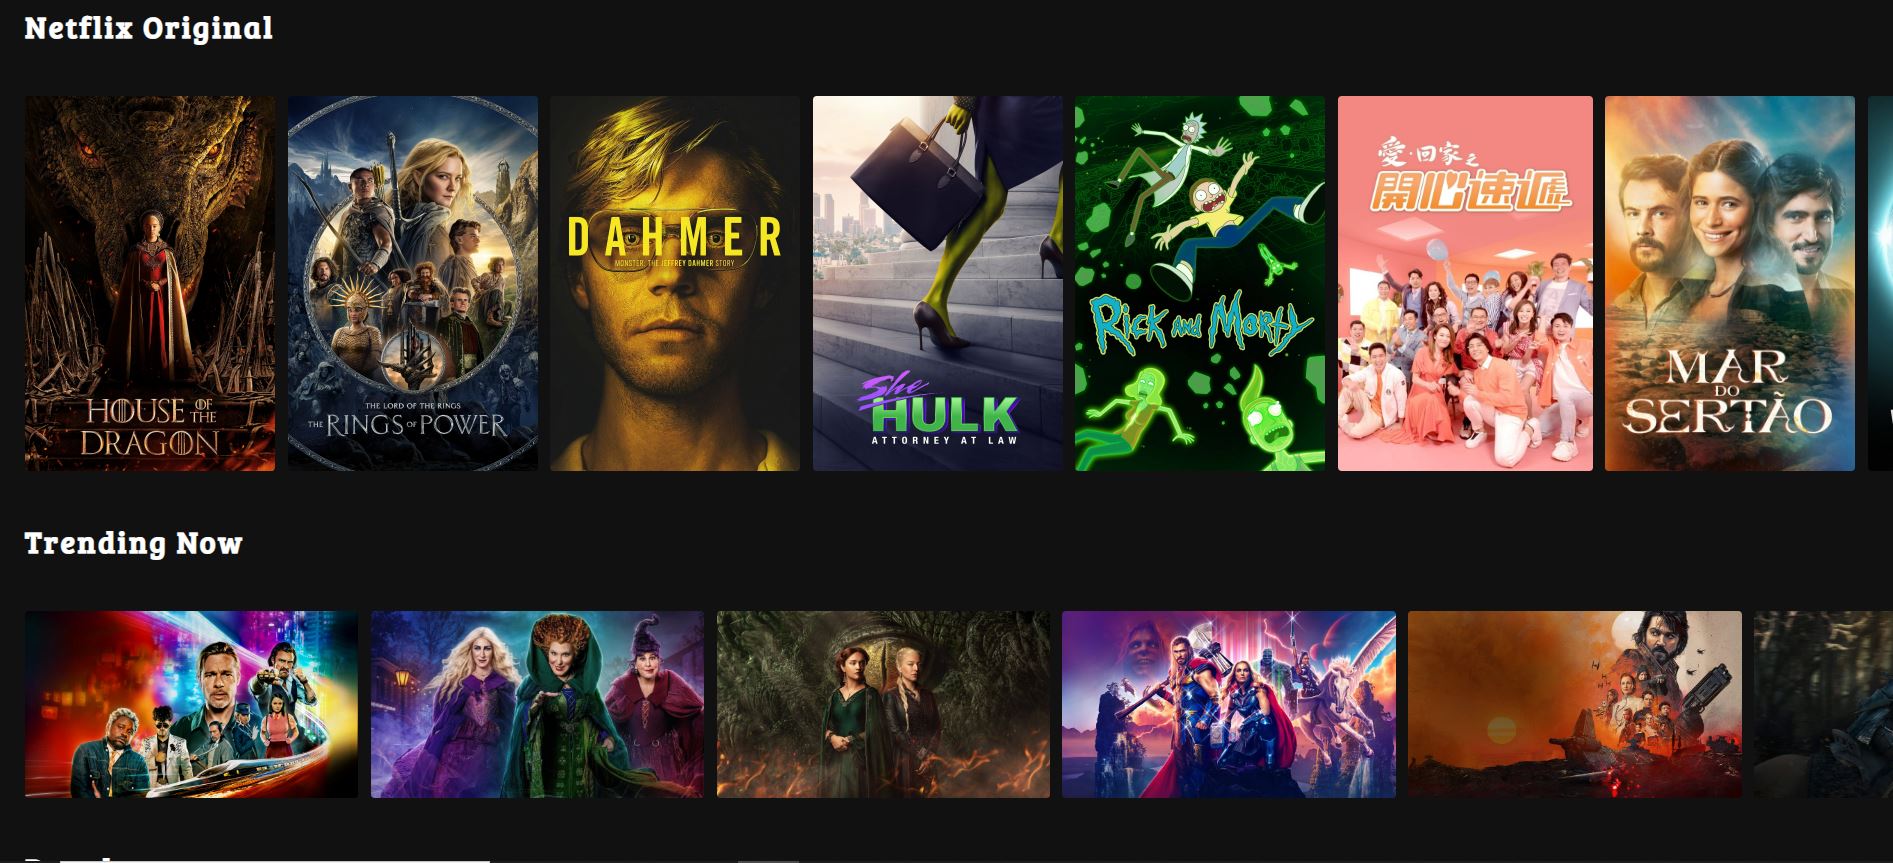 Netflix Original
HOUSE OF THE
DRAGON
THE LORD OF THE RINGS
THE RINGS OF POWER
DAHMER
MONSTER: THE JEFFREY DAHMER STORY
She
HULK
ATTORNEY AT LAW
RICK AND MORTY
愛·回家之
開心速遞
MAR
DO
SERTÃO
Trending Now